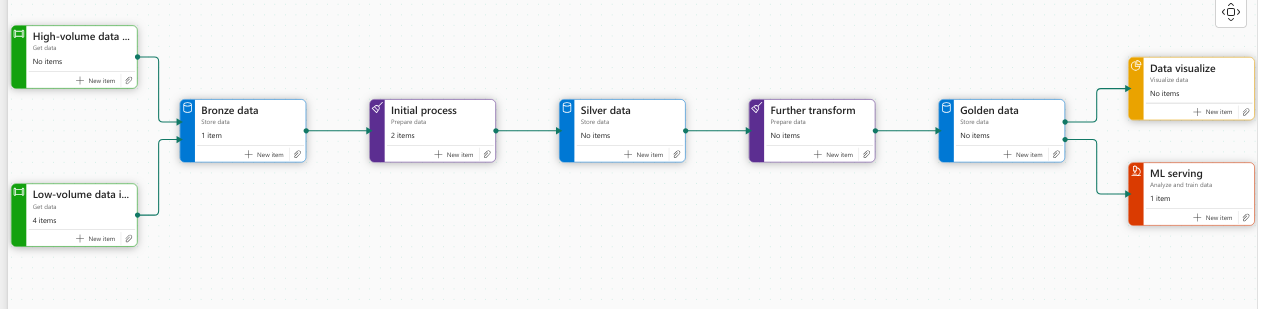 High-volume data ...
Get data
No items
New item
Low-volume data i...
Get data
4 items
New item
Bronze data
Store data
1 item
New item
Initial process
Prepare data
2 items
New item
Silver data
Store data
No items
New item
Further transform
Prepare data
No items
New item
Golden data
Store data
No items
New item
Data visualize
Visualize data
No items
New item
ML serving
Analyze and train data
1 item
New item